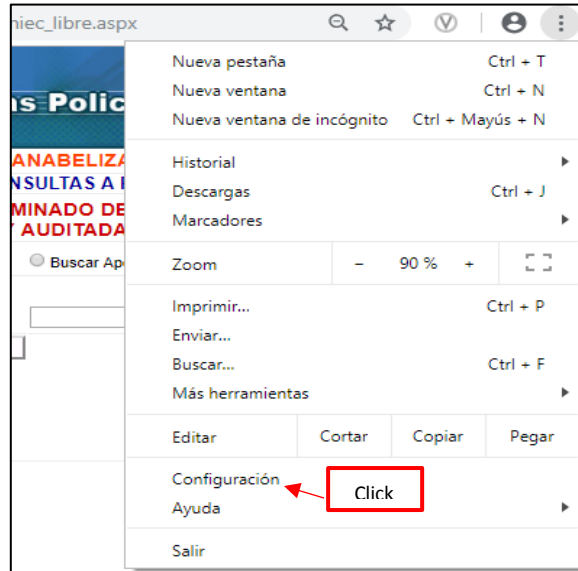 niec_libre.aspx
Nueva pestaña Ctrl + T
Nueva ventana Ctrl + N
Nueva ventana de incógnito Ctrl + Mayús + N
as Polic
ANABELIZA
NSULTAS A
MINADO DE
Y AUDITADA
Buscar Ap
Historial
Descargas Ctrl + J
Marcadores
Zoom - 90 % +
Imprimir... Ctrl + P
Enviar...
Buscar... Ctrl + F
Más herramientas
Editar Cortar Copiar Pegar
Configuración
Click
Ayuda
Salir